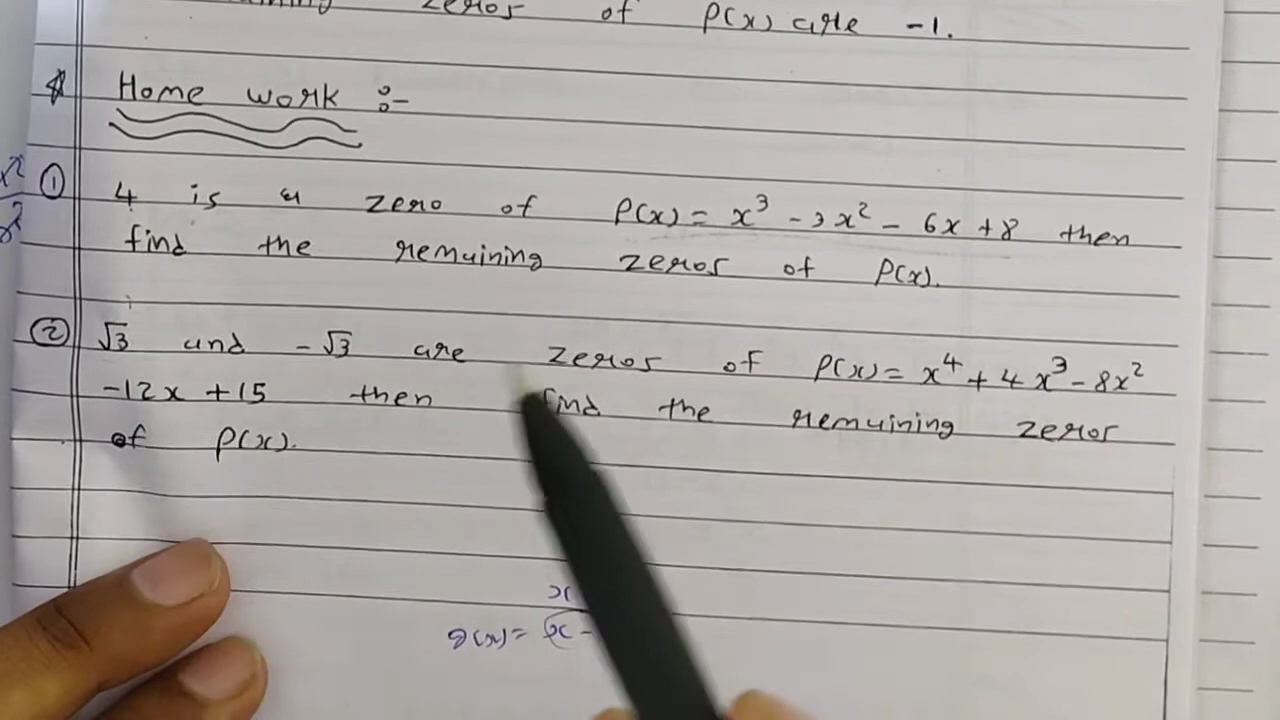 zeros of P(x) are -1.
Home work :-
① 4 is a zero of P(x) = x³ - 3x² - 6x + 8 then
find the remaining zeros of P(x).
② √3 and -√3 are zeros of P(x) = x⁴ + 4x³ - 8x²
-12x + 15 then find the remaining zeros
of P(x).
x
g(x) = x -